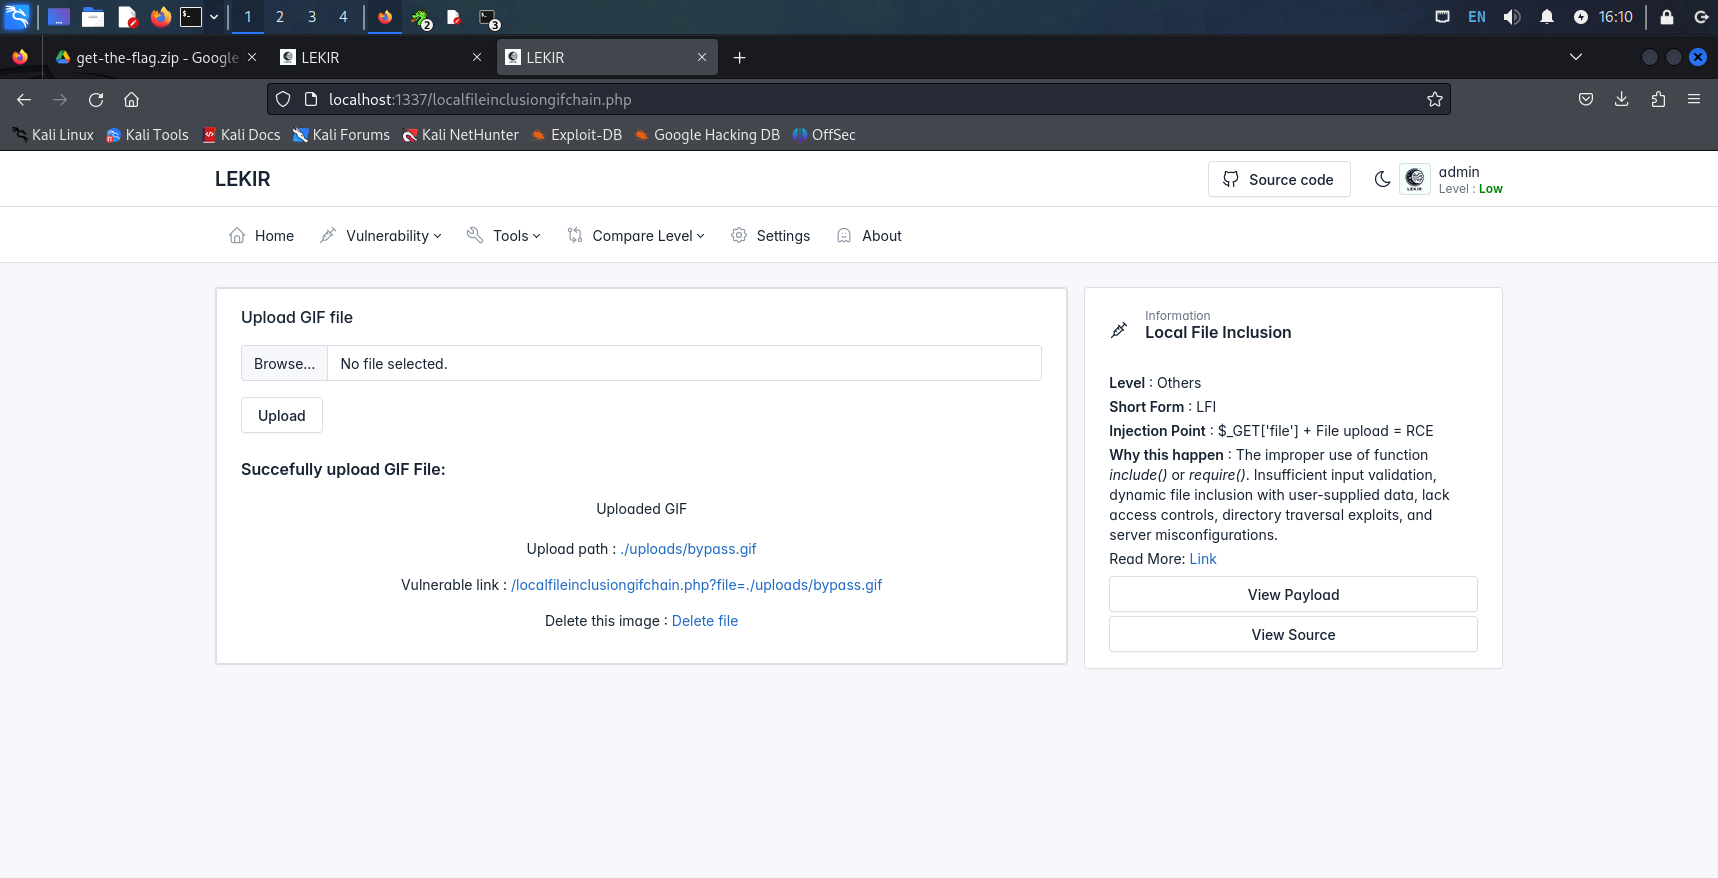 1 2 3 4 2 3 EN 16:10
get-the-flag.zip - Google LEKIR LEKIR
localhost:1337/localfileinclusiongifchain.php
Kali Linux Kali Tools Kali Docs Kali Forums Kali NetHunter Exploit-DB Google Hacking DB OffSec
LEKIR Source code admin
Level : Low
Home Vulnerability Tools Compare Level Settings About
Upload GIF file
Browse... No file selected.
Upload
Succefully upload GIF File:
Uploaded GIF
Upload path : ./uploads/bypass.gif
Vulnerable link : /localfileinclusiongifchain.php?file=./uploads/bypass.gif
Delete this image : Delete file
Information
Local File Inclusion
Level : Others
Short Form : LFI
Injection Point : $_GET['file'] + File upload = RCE
Why this happen : The improper use of function
include() or require(). Insufficient input validation,
dynamic file inclusion with user-supplied data, lack
access controls, directory traversal exploits, and
server misconfigurations.
Read More: Link
View Payload
View Source